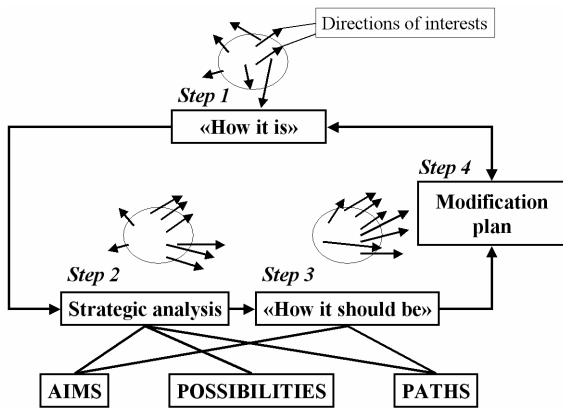 Directions of interests
Step 1
«How it is»
Step 4
Modification
plan
Step 2
Step 3
Strategic analysis
«How it should be»
AIMS
POSSIBILITIES
PATHS